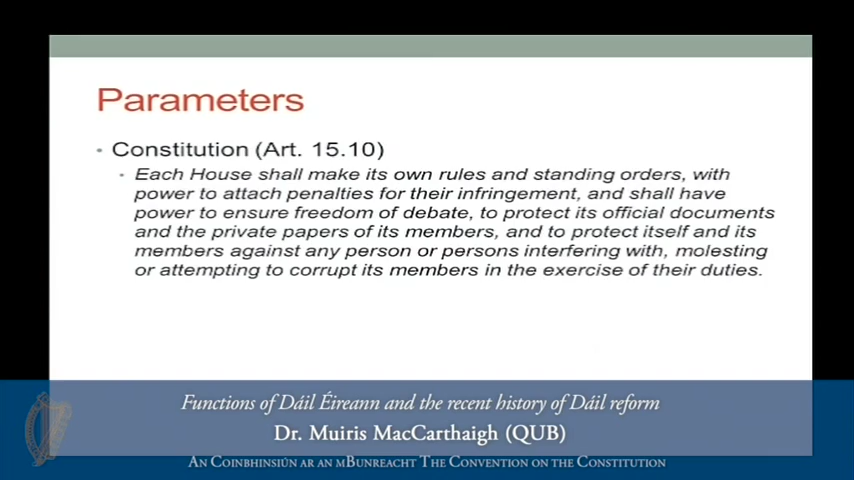 Parameters
• Constitution (Art. 15.10)
• Each House shall make its own rules and standing orders, with
power to attach penalties for their infringement, and shall have
power to ensure freedom of debate, to protect its official documents
and the private papers of its members, and to protect itself and its
members against any person or persons interfering with, molesting
or attempting to corrupt its members in the exercise of their duties.
Functions of Dáil Éireann and the recent history of Dáil reform
Dr. Muiris MacCarthaigh (QUB)
An Coinbhinsiún ar an mBunreacht The Convention on the Constitution